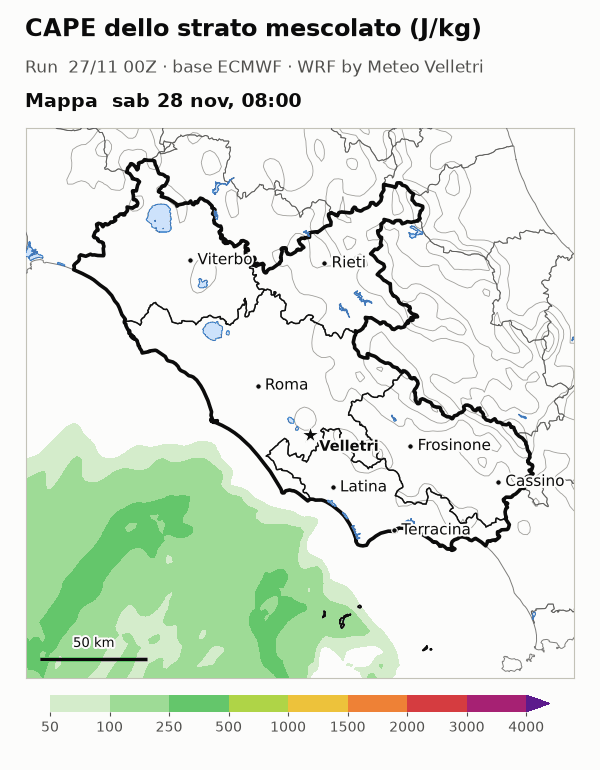 CAPE dello strato mescolato (J/kg)
Run  27/11 00Z · base ECMWF · WRF by Meteo Velletri
Mappa  sab 28 nov, 08:00
Viterbo
Rieti
Roma
Velletri
Frosinone
Cassino
Latina
Terracina
50 km
50 100 250 500 1000 1500 2000 3000 4000